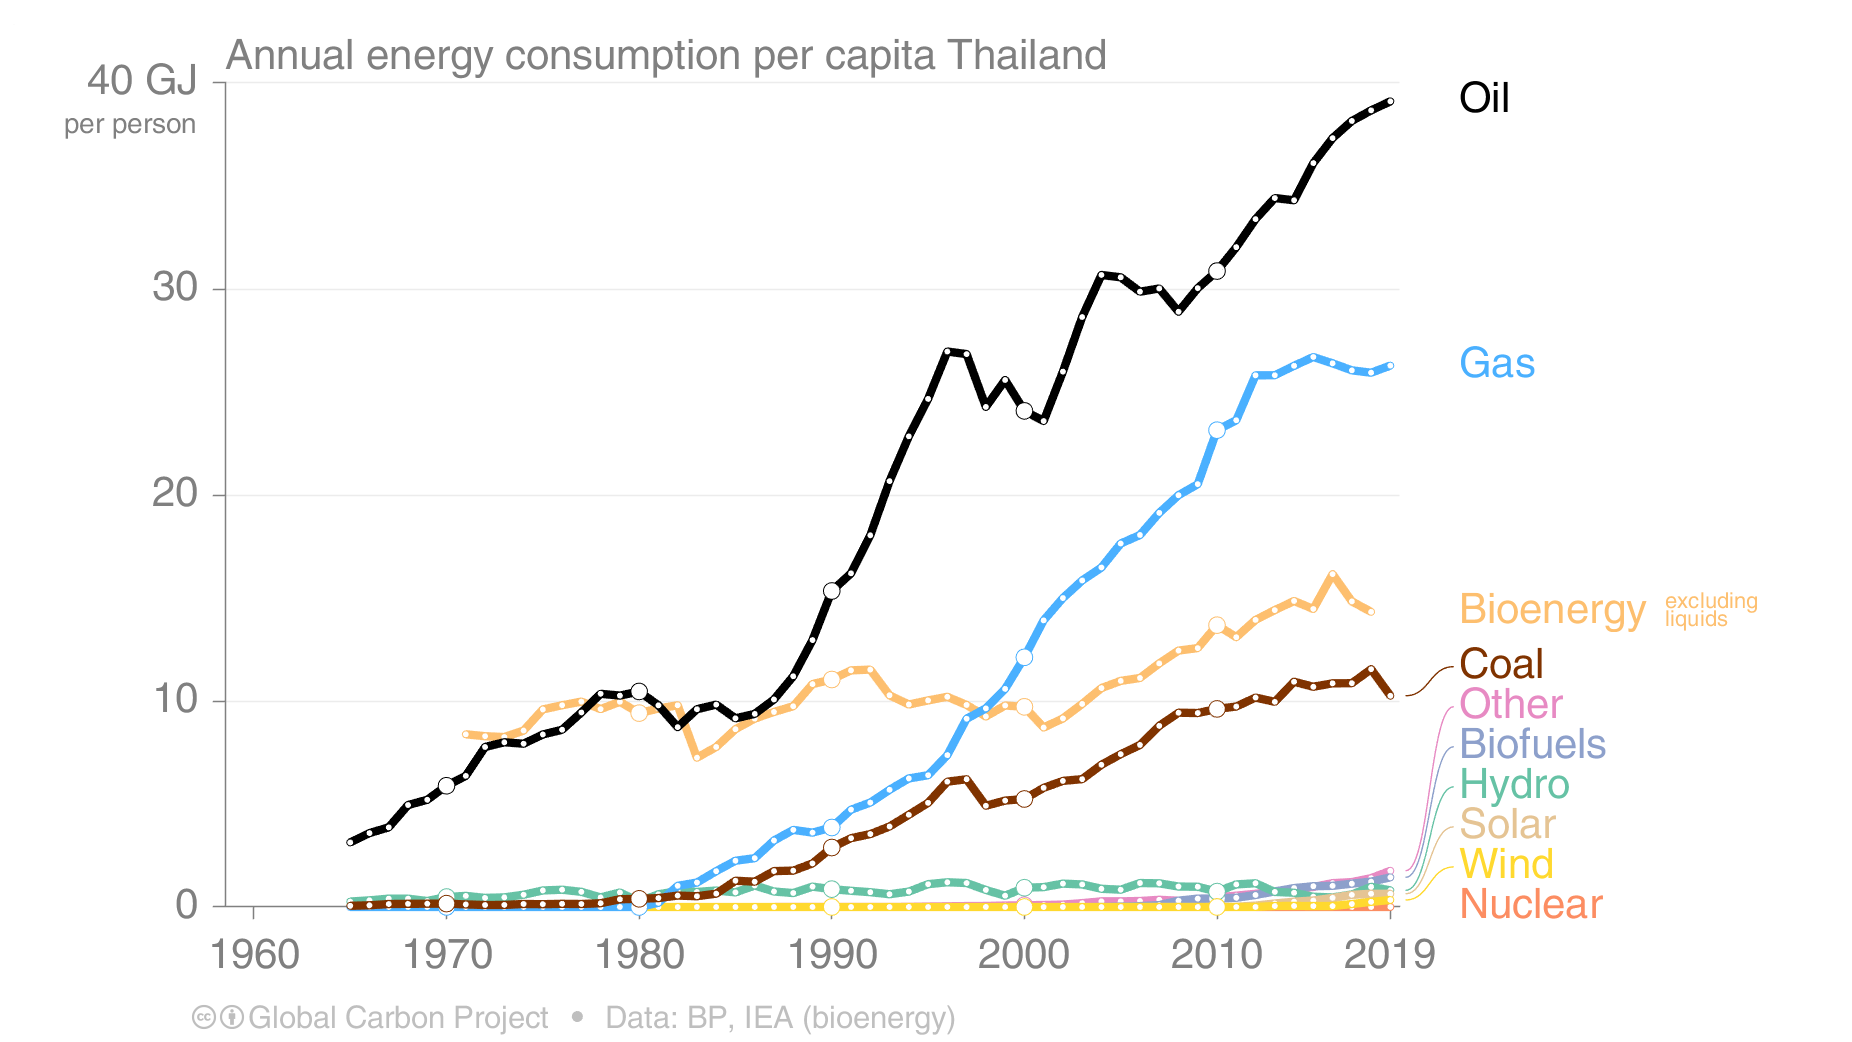 Annual energy consumption per capita Thailand
40 GJ
per person
30
20
10
0
1960 1970 1980 1990 2000 2010 2019
Oil
Gas
Bioenergy excluding
liquids
Coal
Other
Biofuels
Hydro
Solar
Wind
Nuclear
cc Global Carbon Project • Data: BP, IEA (bioenergy)